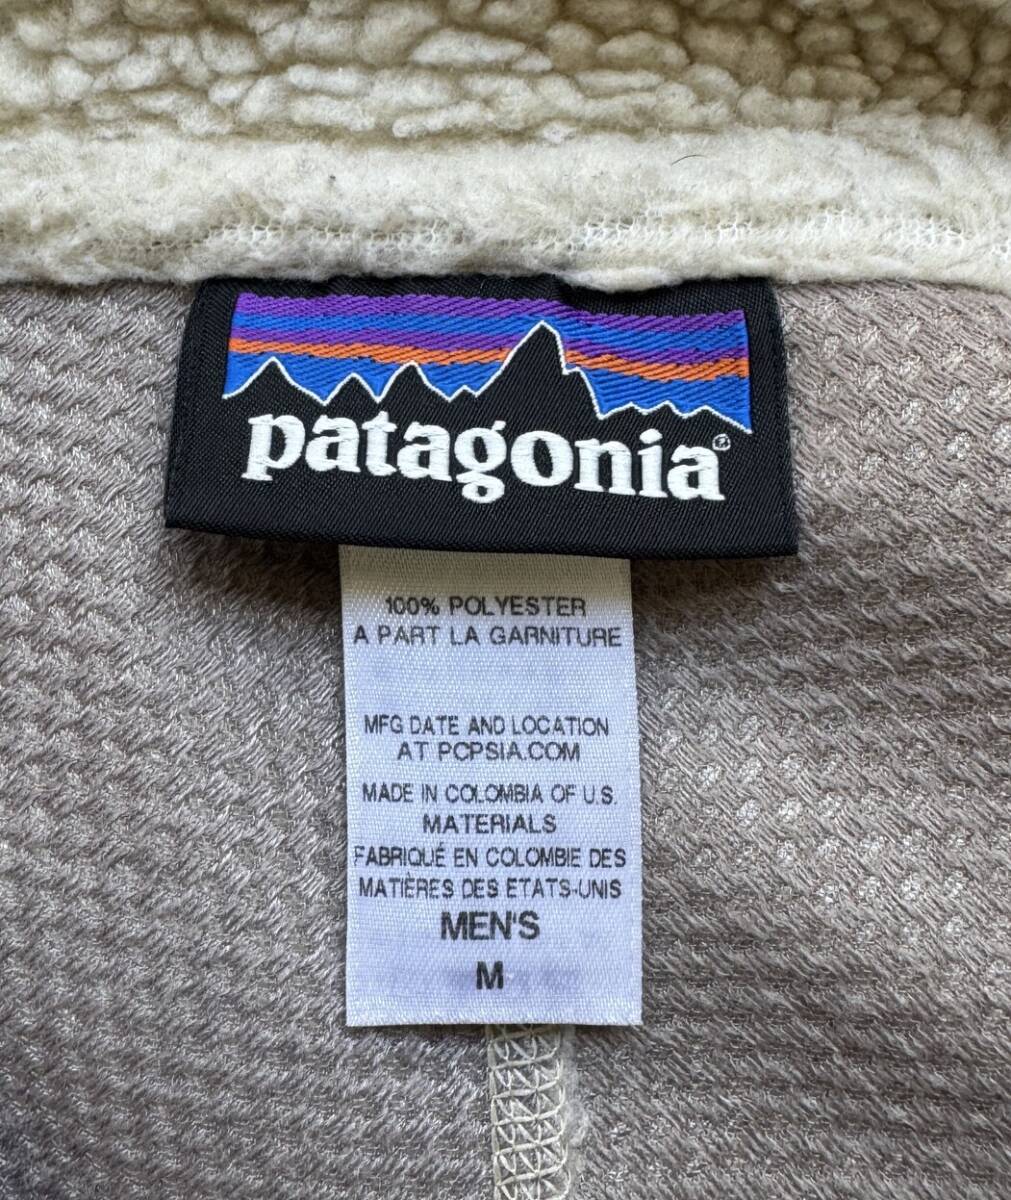 patagonia®
100% POLYESTER
A PART LA GARNITURE
MFG DATE AND LOCATION
AT PCPSIA.COM
MADE IN COLOMBIA OF U.S.
MATERIALS
FABRIQUÉ EN COLOMBIE DES
MATIÈRES DES ETATS-UNIS
MEN'S
M